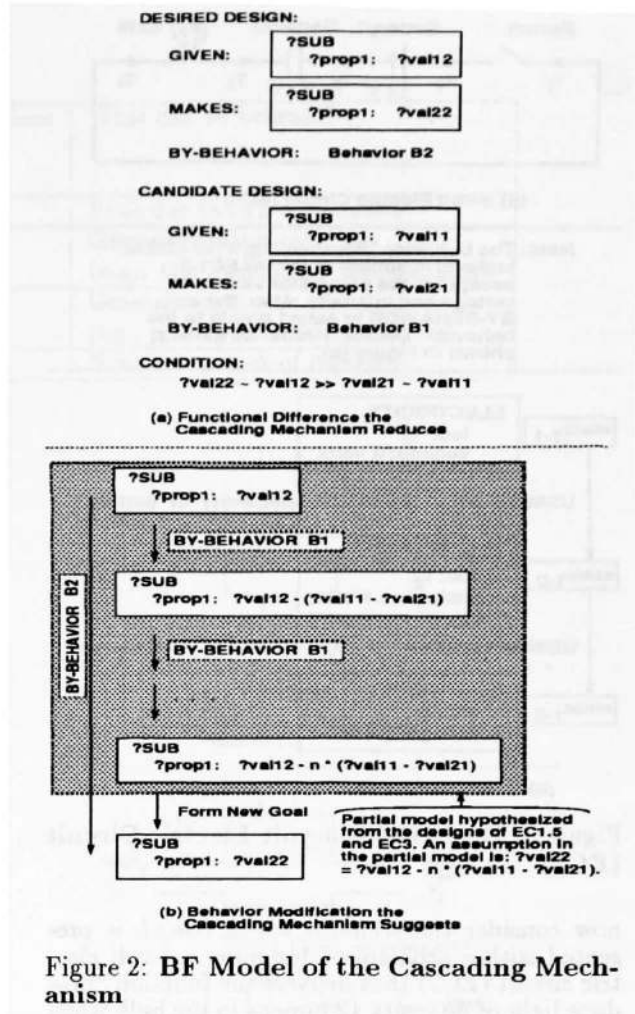 DESIRED DESIGN:
GIVEN:
?SUB
?prop1: ?val12
MAKES:
?SUB
?prop1: ?val22
BY-BEHAVIOR: Behavior B2
CANDIDATE DESIGN:
GIVEN:
?SUB
?prop1: ?val11
MAKES:
?SUB
?prop1: ?val21
BY-BEHAVIOR: Behavior B1
CONDITION:
?val22 ~ ?val12 >> ?val21 ~ ?val11
(a) Functional Difference the
Cascading Mechanism Reduces
?SUB
?prop1: ?val12
BY-BEHAVIOR B1
BY-BEHAVIOR B2
?SUB
?prop1: ?val12 - (?val11 - ?val21)
BY-BEHAVIOR B1
. . .
?SUB
?prop1: ?val12 - n * (?val11 - ?val21)
Form New Goal
?SUB
?prop1: ?val22
Partial model hypothesized
from the designs of EC1.5
and EC3. An assumption in
the partial model is: ?val22
= ?val12 - n * (?val11 - ?val21).
(b) Behavior Modification the
Cascading Mechanism Suggests
Figure 2: BF Model of the Cascading Mech-
anism